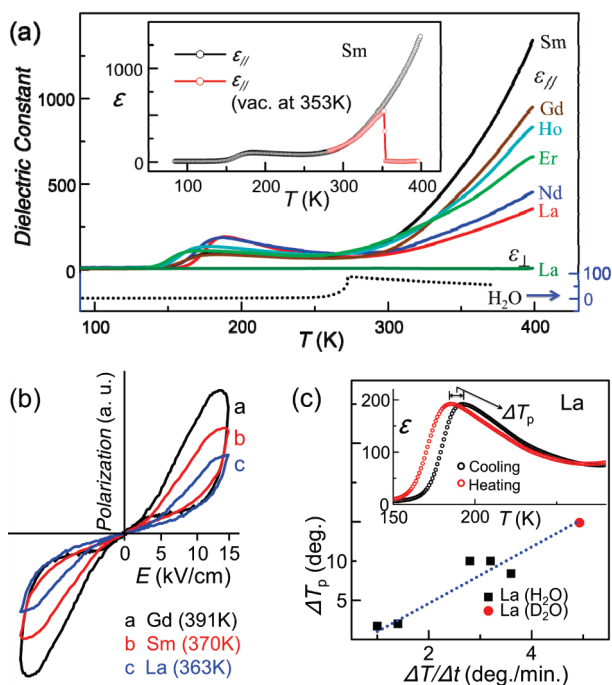 (a)
Sm
ε//
ε//
(vac. at 353K)
ε
1000
500
0
100
200
300
400
T (K)
Dielectric Constant
1000
500
0
Sm
ε//
Gd
Ho
Er
Nd
La
ε⊥
La
H2O
100
0
100
200
300
400
T (K)
(b)
Polarization (a. u.)
a
b
c
0
5
10
15
E (kV/cm)
a Gd (391K)
b Sm (370K)
c La (363K)
(c)
La
200
100
0
ε
ΔTp
Cooling
Heating
150
200
T (K)
ΔTp (deg.)
10
5
La (H2O)
La (D2O)
2
4
ΔT/Δt (deg./min.)